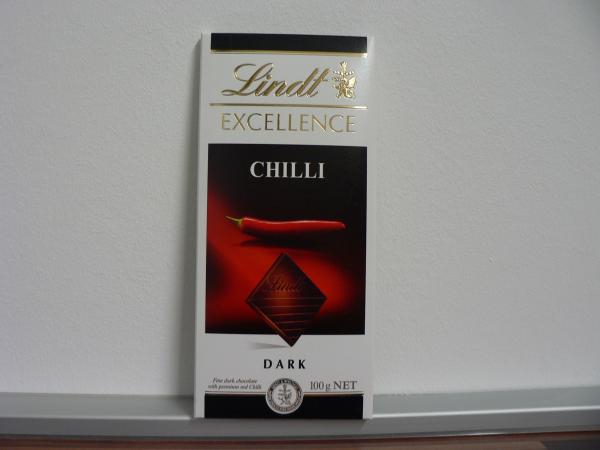 Lindt
EXCELLENCE
CHILLI
Lindt
DARK
Fine dark chocolate
with premium red Chilli
100g NET